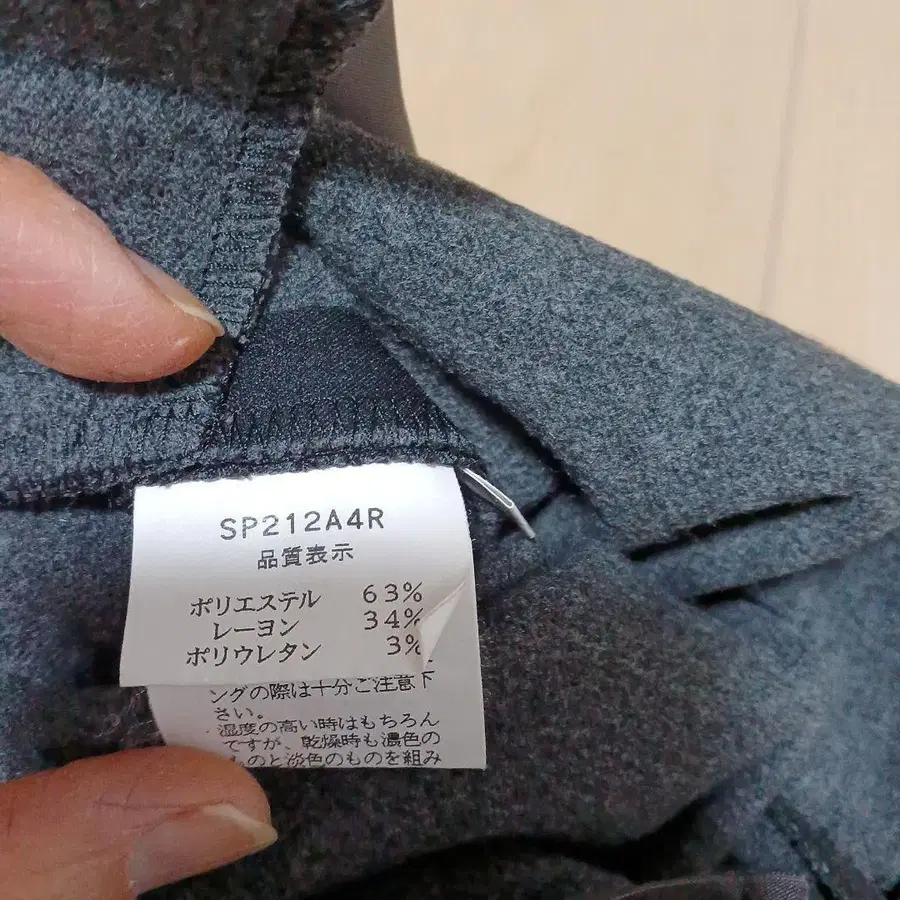 SP212A4R
品質表示
ポリエステル 63%
レーヨン 34%
ポリウレタン 3%
ングの際は十分ご注意下
さい。
湿度の高い時はもちろん
ですが、乾燥時も濃色の
ものと淡色のものを組み